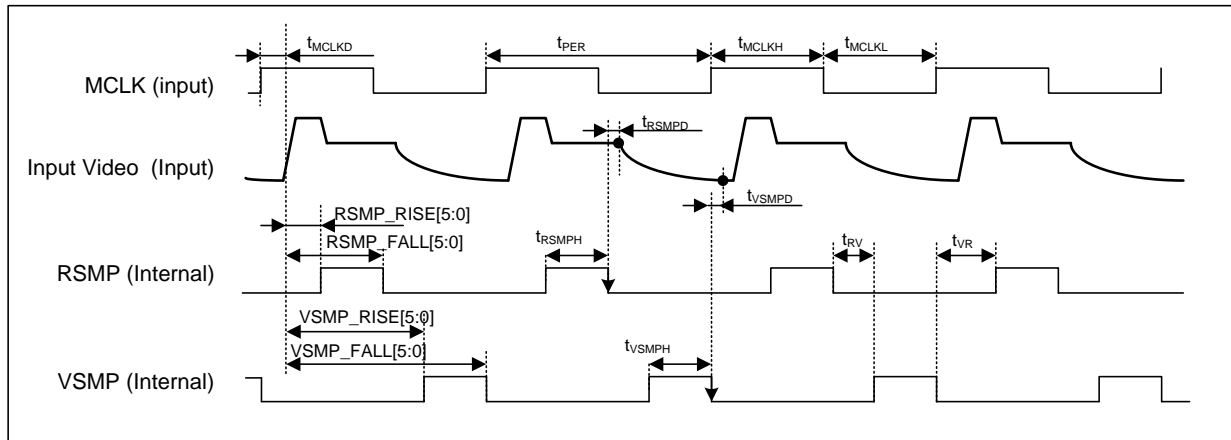 tMCLKD
tPER
tMCLKH
tMCLKL
MCLK (input)
tRSMPD
Input Video (Input)
tVSMPD
RSMP_RISE[5:0]
RSMP_FALL[5:0]
tRSMPH
tRV
tVR
RSMP (Internal)
VSMP_RISE[5:0]
VSMP_FALL[5:0]
tVSMPH
VSMP (Internal)